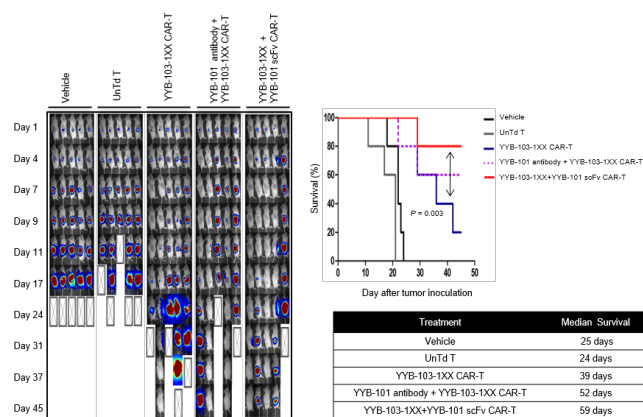 Vehicle
UnTd T
YYB-103-1XX CAR-T
YYB-101 antibody +
YYB-103-1XX CAR-T
YYB-103-1XX +
YYB-101 scFv CAR-T
Day 1
Day 4
Day 7
Day 9
Day 11
Day 17
Day 24
Day 31
Day 37
Day 45
Survival (%)
100
80
60
40
20
0
0
10
20
30
40
50
P = 0.003
Day after tumor inoculation
Vehicle
UnTd T
YYB-103-1XX CAR-T
YYB-101 antibody + YYB-103-1XX CAR-T
YYB-103-1XX+YYB-101 scFv CAR-T
Treatment Median Survival
Vehicle 25 days
UnTd T 24 days
YYB-103-1XX CAR-T 39 days
YYB-101 antibody + YYB-103-1XX CAR-T 52 days
YYB-103-1XX+YYB-101 scFv CAR-T 59 days